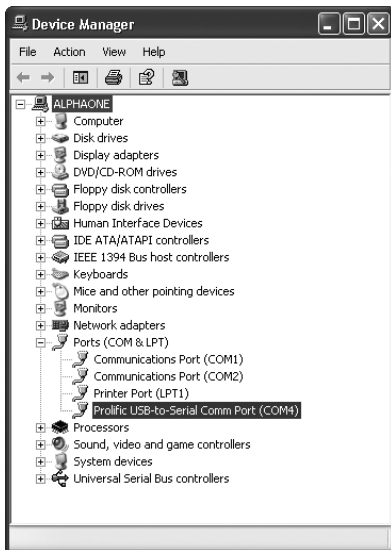 Device Manager
File Action View Help
ALPHAONE
Computer
Disk drives
Display adapters
DVD/CD-ROM drives
Floppy disk controllers
Floppy disk drives
Human Interface Devices
IDE ATA/ATAPI controllers
IEEE 1394 Bus host controllers
Keyboards
Mice and other pointing devices
Monitors
Network adapters
Ports (COM & LPT)
Communications Port (COM1)
Communications Port (COM2)
Printer Port (LPT1)
Prolific USB-to-Serial Comm Port (COM4)
Processors
Sound, video and game controllers
System devices
Universal Serial Bus controllers